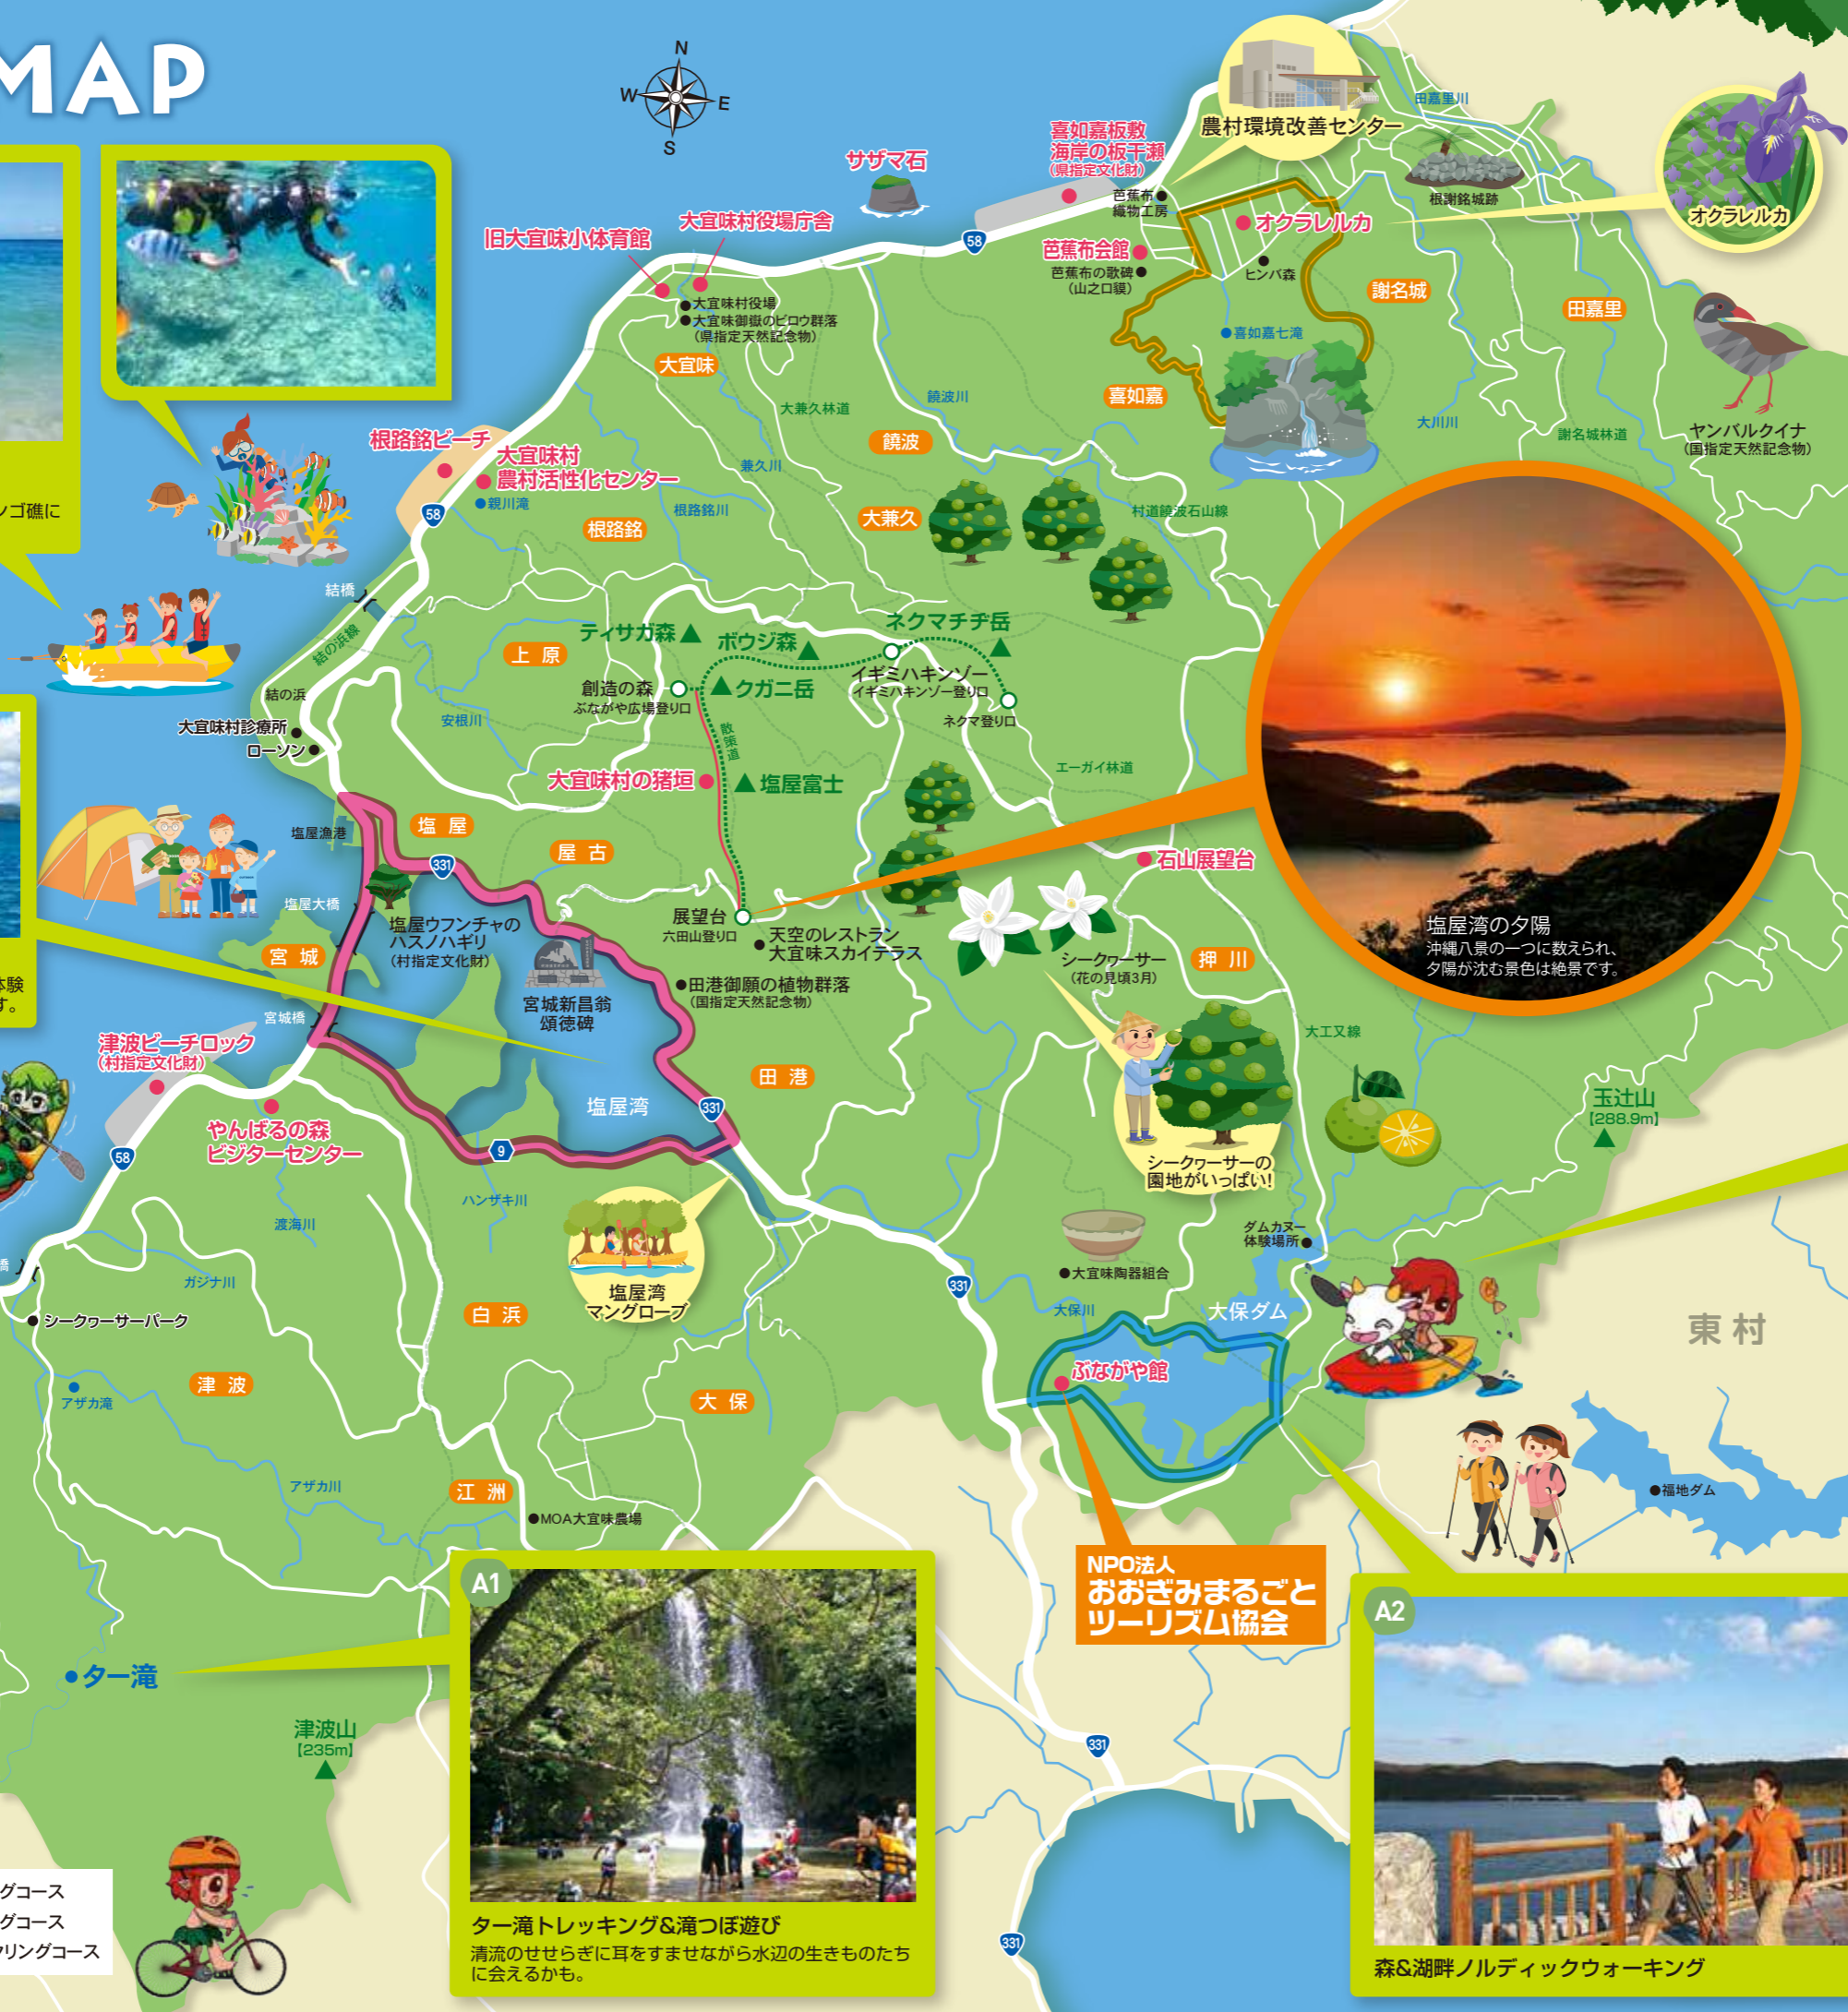 MAP
N
W
E
S
サザマ石
喜如嘉板敷
海岸の板干瀬
(県指定文化財)
農村環境改善センター
田嘉里川
根謝銘城跡
オクラレルカ
芭蕉布
織物工房
オクラレルカ
芭蕉布会館
芭蕉布の歌碑
(山之口貘)
ヒンバ森
謝名城
田嘉里
喜如嘉七滝
喜如嘉
大川川
謝名城林道
ヤンバルクイナ
(国指定天然記念物)
旧大宜味小体育館
大宜味村役場庁舎
58
大宜味村役場
大宜味御嶽のビロウ群落
(県指定天然記念物)
大宜味
大兼久林道
饒波川
饒波
兼久川
根路銘ビーチ
大宜味村
農村活性化センター
親川滝
58
根路銘川
根路銘
大兼久
村道饒波石山線
ンゴ礁に
結橋
結の浜線
結の浜
大宜味村診療所
ローソン
上原
安根川
ティサガ森
ボウジ森
ネクマチヂ岳
創造の森
ぶながや広場登り口
クガニ岳
イギミハキンゾー
イギミハキンゾー登り口
ネクマ登り口
散策道
大宜味村の猪垣
塩屋富士
エーガイ林道
塩屋漁港
塩屋
331
屋古
石山展望台
塩屋大橋
塩屋ウフンチャの
ハスノハギリ
(村指定文化財)
宮城
展望台
六田山登り口
天空のレストラン
大宜味スカイテラス
シークヮーサー
(花の見頃3月)
押川
塩屋湾の夕陽
沖縄八景の一つに数えられ、
夕陽が沈む景色は絶景です。
体験
す。
宮城橋
宮城新昌翁
頌徳碑
田港御願の植物群落
(国指定天然記念物)
大工又線
津波ビーチロック
(村指定文化財)
田港
塩屋湾
331
玉辻山
[288.9m]
やんばるの森
ビジターセンター
58
9
シークヮーサーの
園地がいっぱい!
ハンザキ川
渡海川
ダムカヌー
体験場所
橋
ガジナ川
塩屋湾
マングローブ
大宜味陶器組合
331
大保川
大保ダム
シークヮーサーパーク
白浜
東村
ぶながや館
津波
アザカ滝
大保
アザカ川
江洲
MOA大宜味農場
福地ダム
NPO法人
おおぎみまるごと
ツーリズム協会
A1
A2
ター滝
津波山
[235m]
331
グコース
グコース
クリングコース
ター滝トレッキング&滝つぼ遊び
清流のせせらぎに耳をすませながら水辺の生きものたち
に会えるかも。
331
森&湖畔ノルディックウォーキング